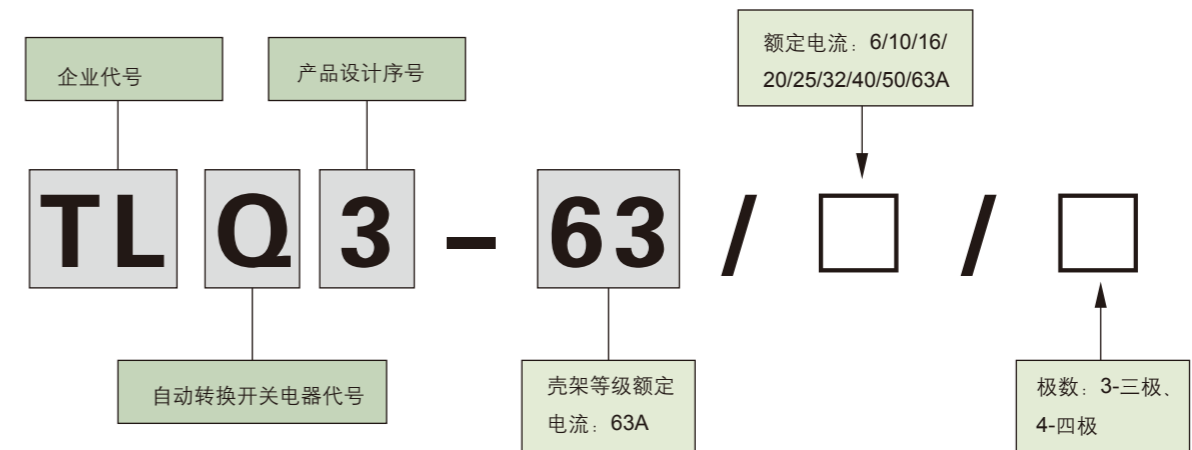 企业代号
产品设计序号
额定电流：6/10/16/
20/25/32/40/50/63A
TL Q 3 - 63 / □ / □
自动转换开关电器代号
壳架等级额定
电流：63A
极数：3-三极、
4-四极